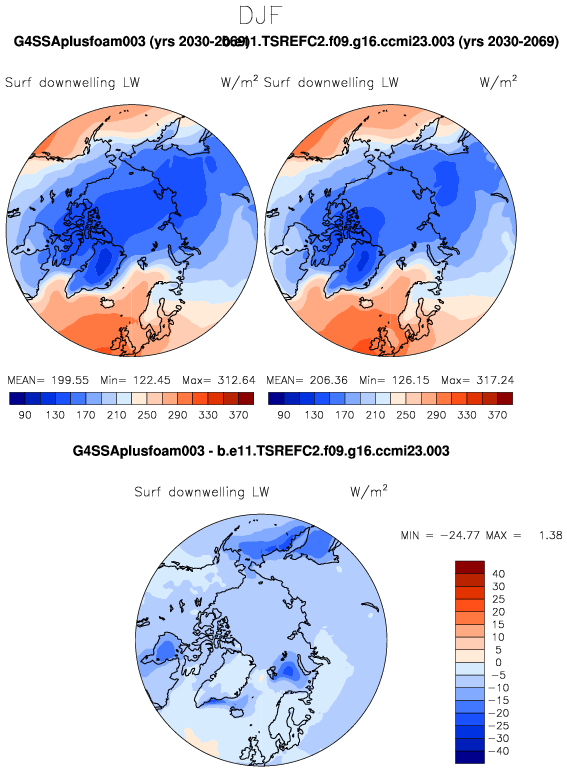 DJF
G4SSAplusfoam003 (yrs 2030-2069)
b.e11.TSREFC2.f09.g16.ccmi23.003 (yrs 2030-2069)
Surf downwelling LW W/m²
Surf downwelling LW W/m²
MEAN= 199.55 Min= 122.45 Max= 312.64
MEAN= 206.36 Min= 126.15 Max= 317.24
90 130 170 210 250 290 330 370
90 130 170 210 250 290 330 370
G4SSAplusfoam003 - b.e11.TSREFC2.f09.g16.ccmi23.003
Surf downwelling LW W/m²
MIN = -24.77 MAX = 1.38
40
30
25
20
15
10
5
0
-5
-10
-15
-20
-25
-30
-40